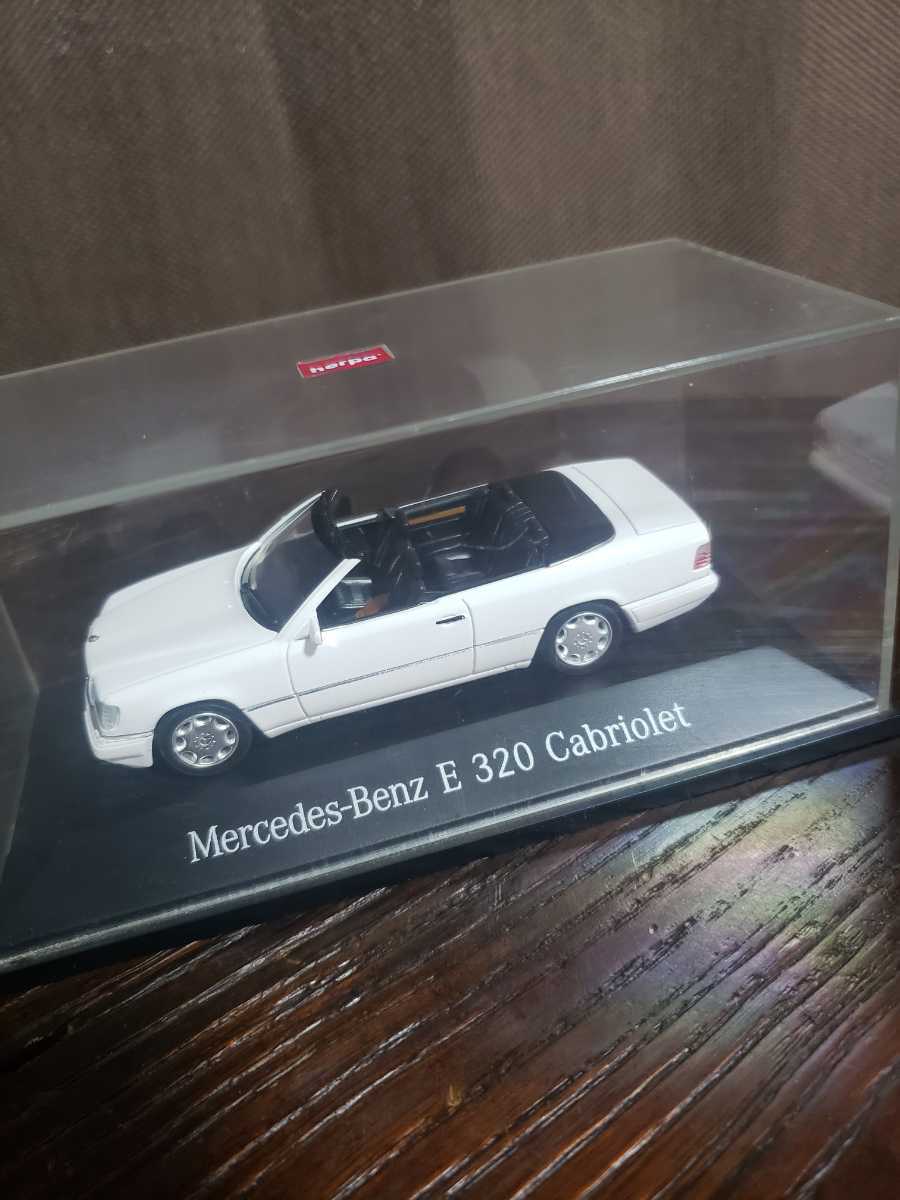 herpa
Mercedes-Benz E 320 Cabriolet